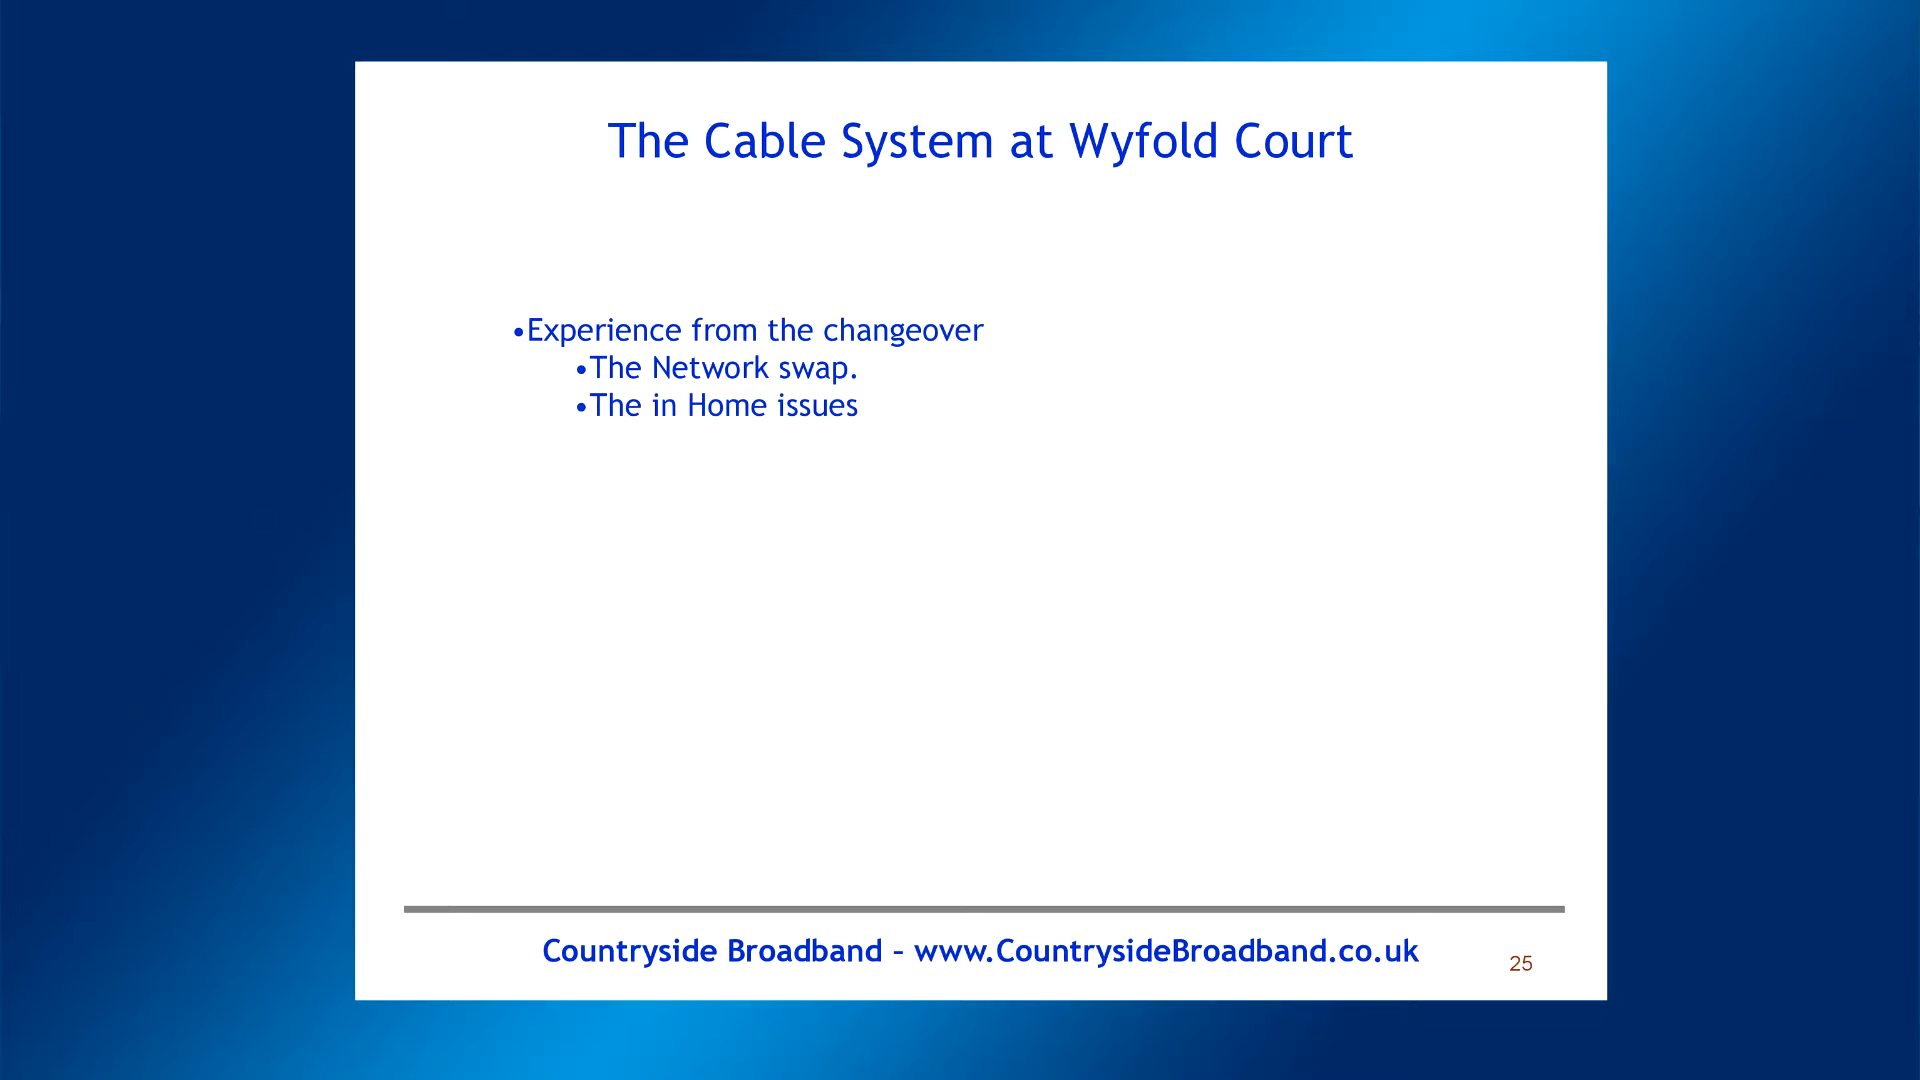 The Cable System at Wyfold Court
•Experience from the changeover
•The Network swap.
•The in Home issues
Countryside Broadband – www.CountrysideBroadband.co.uk
25